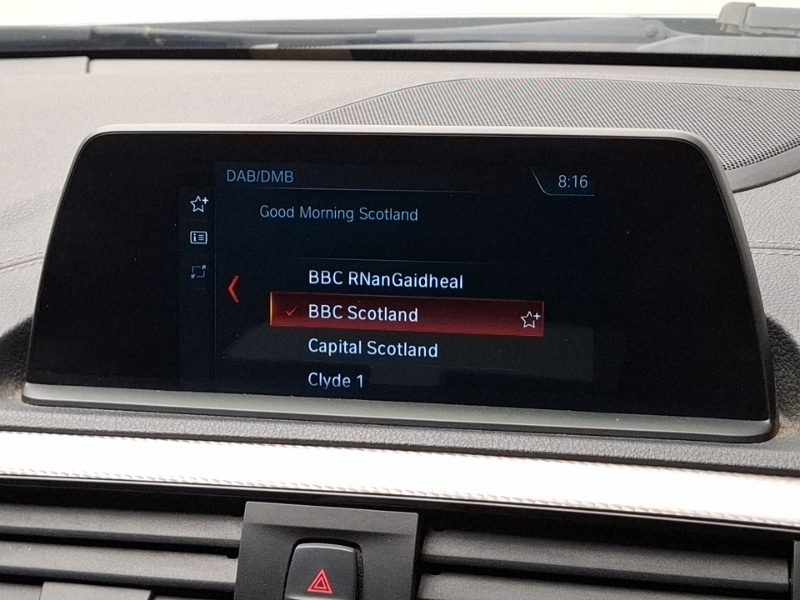 DAB/DMB
8:16
Good Morning Scotland
BBC RNanGaidheal
BBC Scotland
Capital Scotland
Clyde 1